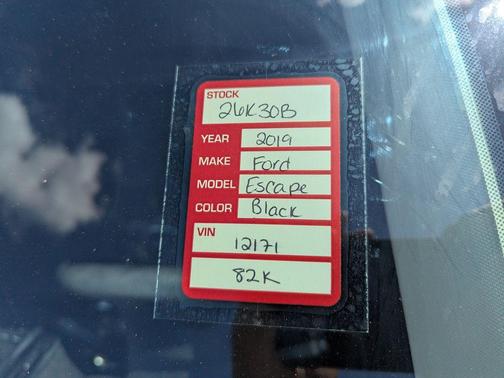 STOCK
26K30B
YEAR 2019
MAKE Ford
MODEL Escape
COLOR Black
VIN
12171
82K